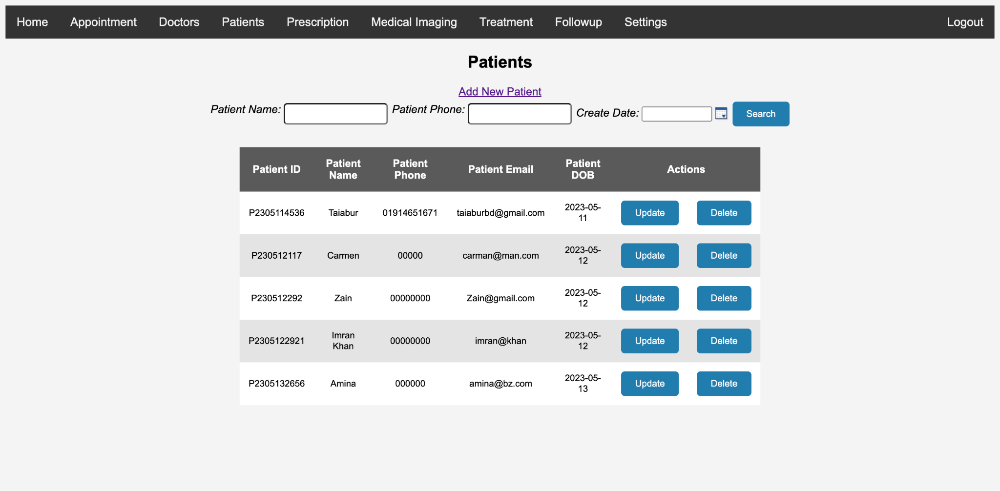 Home Appointment Doctors Patients Prescription Medical Imaging Treatment Followup Settings Logout
Patients
Add New Patient
Patient Name: Patient Phone: Create Date: Search
Patient ID Patient Name Patient Phone Patient Email Patient DOB Actions
P2305114536 Taiabur 01914651671 taiaburbd@gmail.com 2023-05-11 Update Delete
P230512117 Carmen 00000 carman@man.com 2023-05-12 Update Delete
P230512292 Zain 00000000 Zain@gmail.com 2023-05-12 Update Delete
P2305122921 Imran Khan 00000000 imran@khan 2023-05-12 Update Delete
P2305132656 Amina 000000 amina@bz.com 2023-05-13 Update Delete